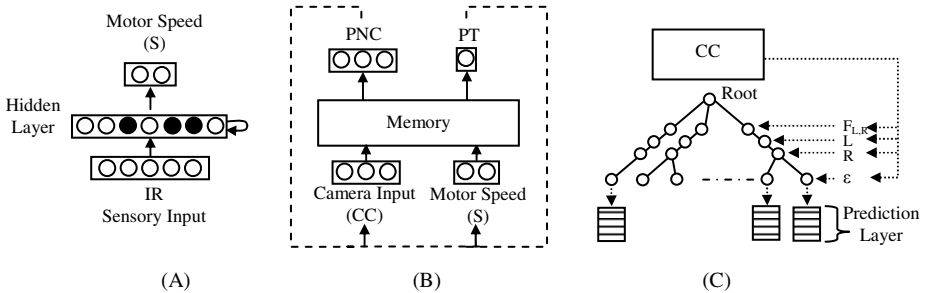 Motor Speed
(S)
Hidden
Layer
IR
Sensory Input
(A)
PNC
PT
Memory
Camera Input
(CC)
Motor Speed
(S)
(B)
CC
Root
F L,R
L
R
ε
Prediction
Layer
(C)